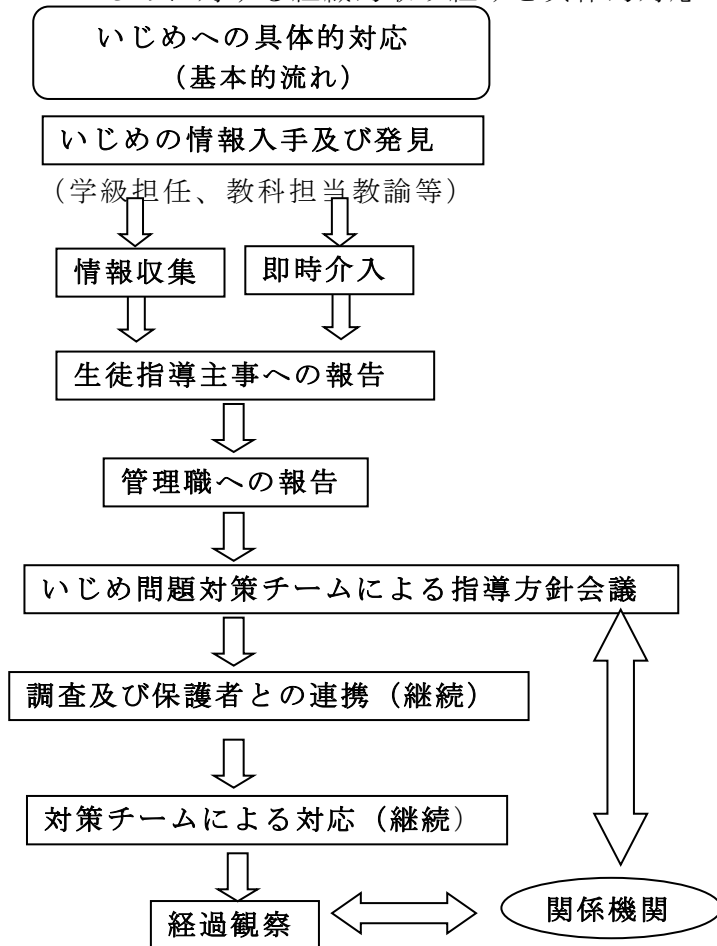 いじめへの具体的対応
（基本的流れ）
いじめの情報入手及び発見
（学級担任、教科担当教諭等）
情報収集
即時介入
生徒指導主事への報告
管理職への報告
いじめ問題対策チームによる指導方針会議
調査及び保護者との連携（継続）
対策チームによる対応（継続）
経過観察
関係機関